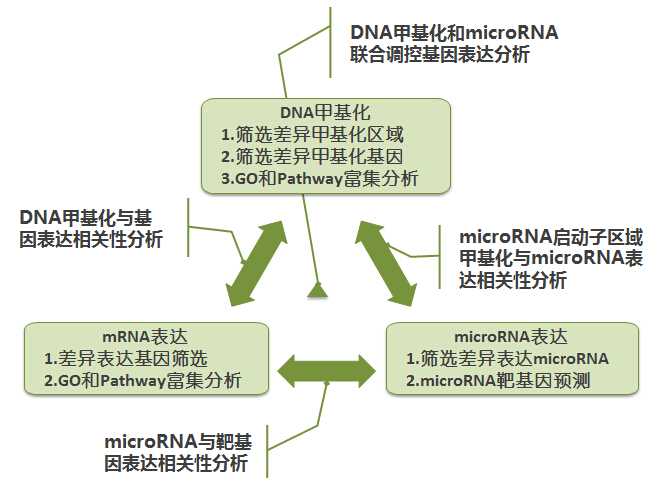 DNA甲基化和microRNA
联合调控基因表达分析
DNA甲基化
1.筛选差异甲基化区域
2.筛选差异甲基化基因
3.GO和Pathway富集分析
DNA甲基化与基
因表达相关性分析
microRNA启动子区域
甲基化与microRNA表
达相关性分析
mRNA表达
1.差异表达基因筛选
2.GO和Pathway富集分析
microRNA表达
1.筛选差异表达microRNA
2.microRNA靶基因预测
microRNA与靶基
因表达相关性分析